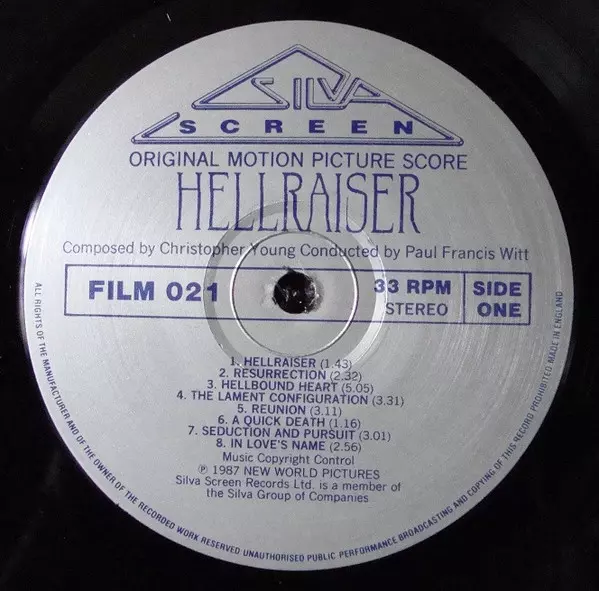 SILVA
SCREEN
ORIGINAL MOTION PICTURE SCORE
HELLRAISER
Composed by Christopher Young Conducted by Paul Francis Witt
FILM 021
33 RPM
STEREO
SIDE
ONE
1. HELLRAISER (1.43)
2. RESURRECTION (2.32)
3. HELLBOUND HEART (5.05)
4. THE LAMENT CONFIGURATION (3.31)
5. REUNION (3.11)
6. A QUICK DEATH (1.16)
7. SEDUCTION AND PURSUIT (3.01)
8. IN LOVE'S NAME (2.56)
Music Copyright Control
℗ 1987 NEW WORLD PICTURES
Silva Screen Records Ltd. is a member of
the Silva Group of Companies
ALL RIGHTS OF THE MANUFACTURER AND OF THE OWNER OF THE RECORDED WORK RESERVED UNAUTHORISED PUBLIC PERFORMANCE BROADCASTING AND COPYING OF THIS RECORD PROHIBITED MADE IN ENGLAND